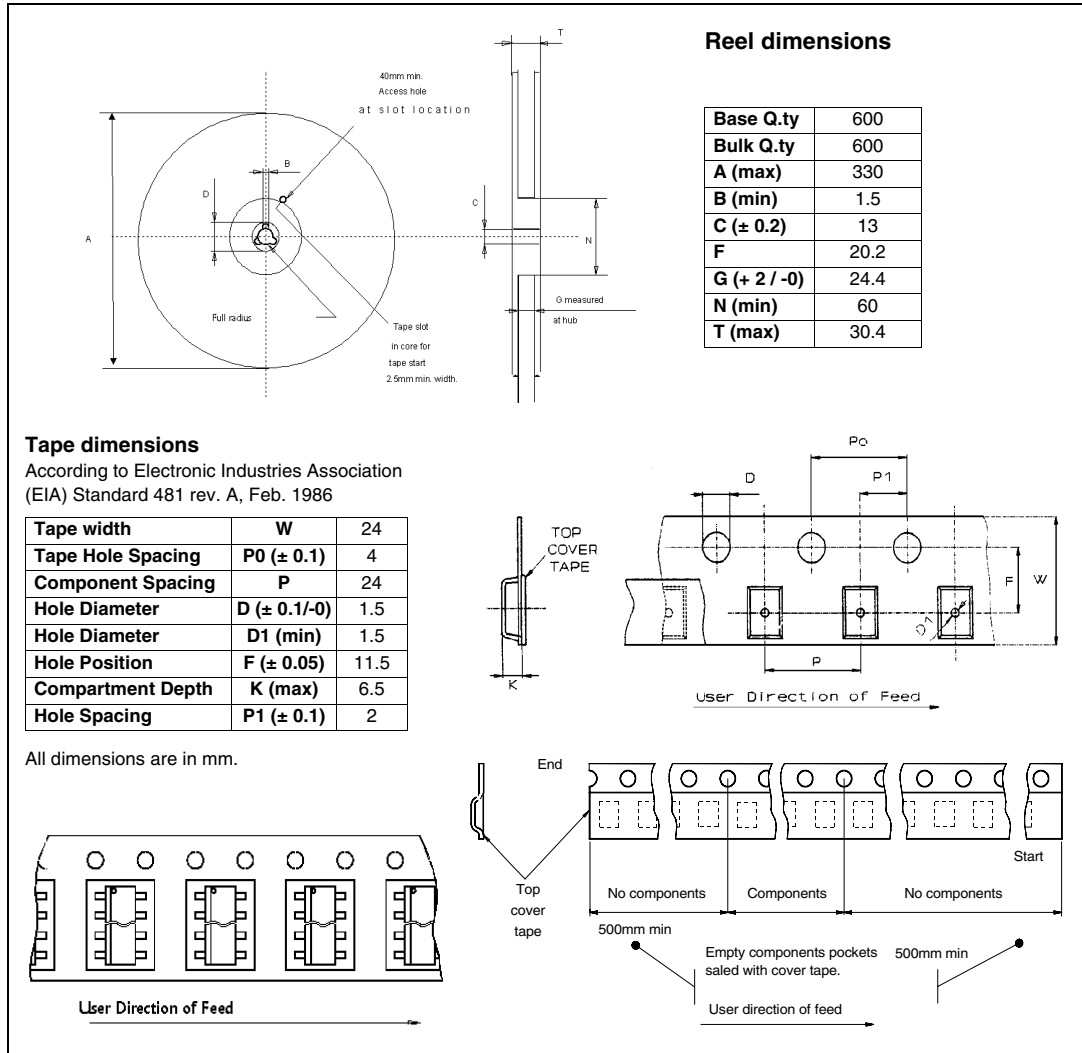 Reel dimensions
T
40mm min.
Access hole
at slot location
B
D
A
C
N
Full radius
Tape slot
in core for
tape start
2.5mm min. width.
G measured
at hub
Base Q.ty 600
Bulk Q.ty 600
A (max) 330
B (min) 1.5
C (± 0.2) 13
F 20.2
G (+ 2 / -0) 24.4
N (min) 60
T (max) 30.4
Tape dimensions
According to Electronic Industries Association
(EIA) Standard 481 rev. A, Feb. 1986
Tape width W 24
Tape Hole Spacing P0 (± 0.1) 4
Component Spacing P 24
Hole Diameter D (± 0.1/-0) 1.5
Hole Diameter D1 (min) 1.5
Hole Position F (± 0.05) 11.5
Compartment Depth K (max) 6.5
Hole Spacing P1 (± 0.1) 2
All dimensions are in mm.
Po
D
P1
TOP
COVER
TAPE
F
W
D1
K
P
User Direction of Feed
End
Start
Top
cover
tape
No components
Components
No components
500mm min
Empty components pockets
saled with cover tape.
500mm min
User direction of feed
User Direction of Feed